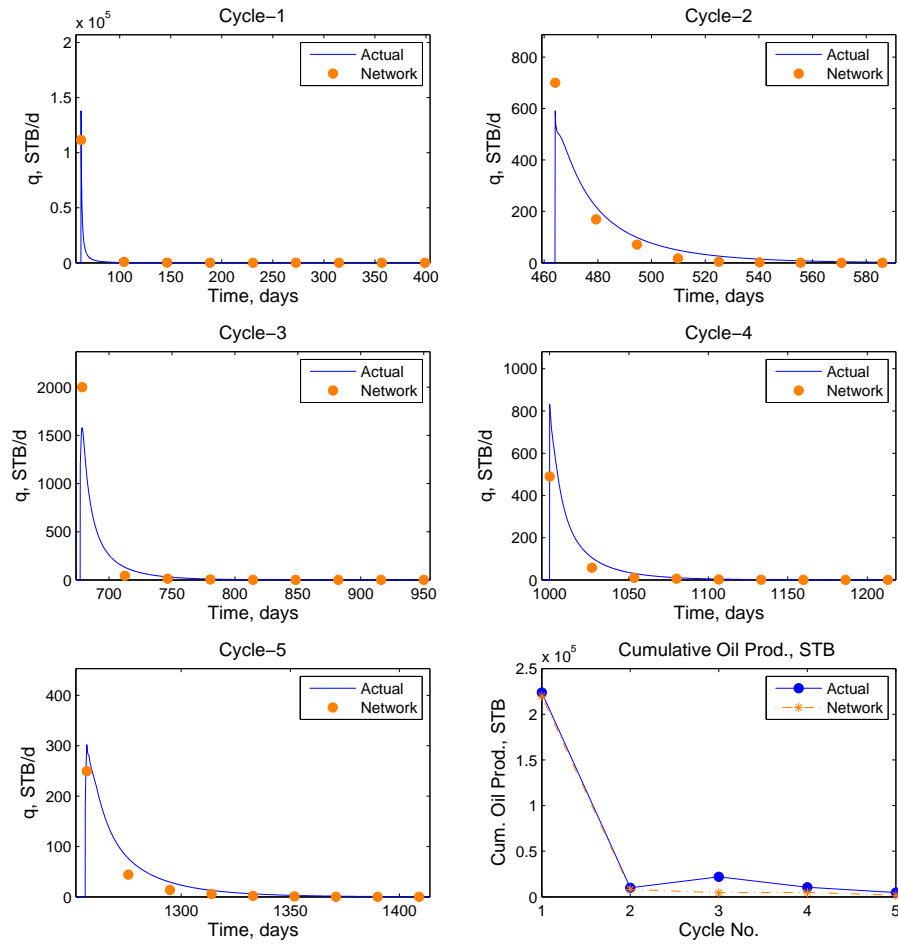 Cycle−1
x 10^5
2
1.5
1
0.5
0
q, STB/d
100 150 200 250 300 350 400
Time, days
Actual
Network
Cycle−2
800
600
400
200
0
q, STB/d
460 480 500 520 540 560 580
Time, days
Actual
Network
Cycle−3
2000
1500
1000
500
0
q, STB/d
700 750 800 850 900 950
Time, days
Actual
Network
Cycle−4
1000
800
600
400
200
0
q, STB/d
1000 1050 1100 1150 1200
Time, days
Actual
Network
Cycle−5
400
300
200
100
0
q, STB/d
1300 1350 1400
Time, days
Actual
Network
Cumulative Oil Prod., STB
x 10^5
2.5
2
1.5
1
0.5
0
Cum. Oil Prod., STB
1 2 3 4 5
Cycle No.
Actual
Network